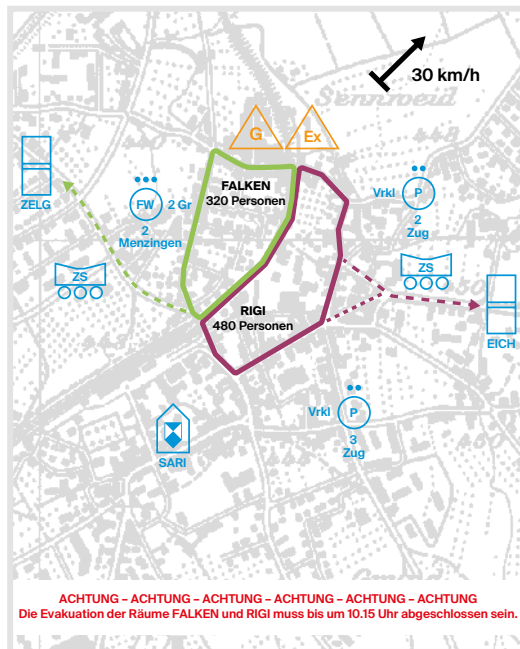 30 km/h
G
Ex
FALKEN
320 Personen
ZELG
FW
2 Gr
2
Menzingen
Vrkl
P
2
Zug
ZS
ZS
RIGI
480 Personen
EICH
Vrkl
P
3
Zug
SARI
ACHTUNG – ACHTUNG – ACHTUNG – ACHTUNG – ACHTUNG – ACHTUNG
Die Evakuation der Räume FALKEN und RIGI muss bis um 10.15 Uhr abgeschlossen sein.